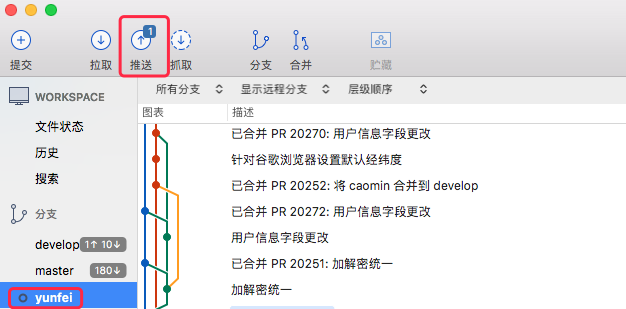 1
提交 拉取 推送 抓取 分支 合并 贮藏
WORKSPACE
文件状态
历史
搜索
分支
develop 1↑ 10↓
master 180↓
yunfei
所有分支 显示远程分支 层级顺序
图表 描述
已合并 PR 20270: 用户信息字段更改
针对谷歌浏览器设置默认经纬度
已合并 PR 20252: 将 caomin 合并到 develop
已合并 PR 20272: 用户信息字段更改
用户信息字段更改
已合并 PR 20251: 加解密统一
加解密统一